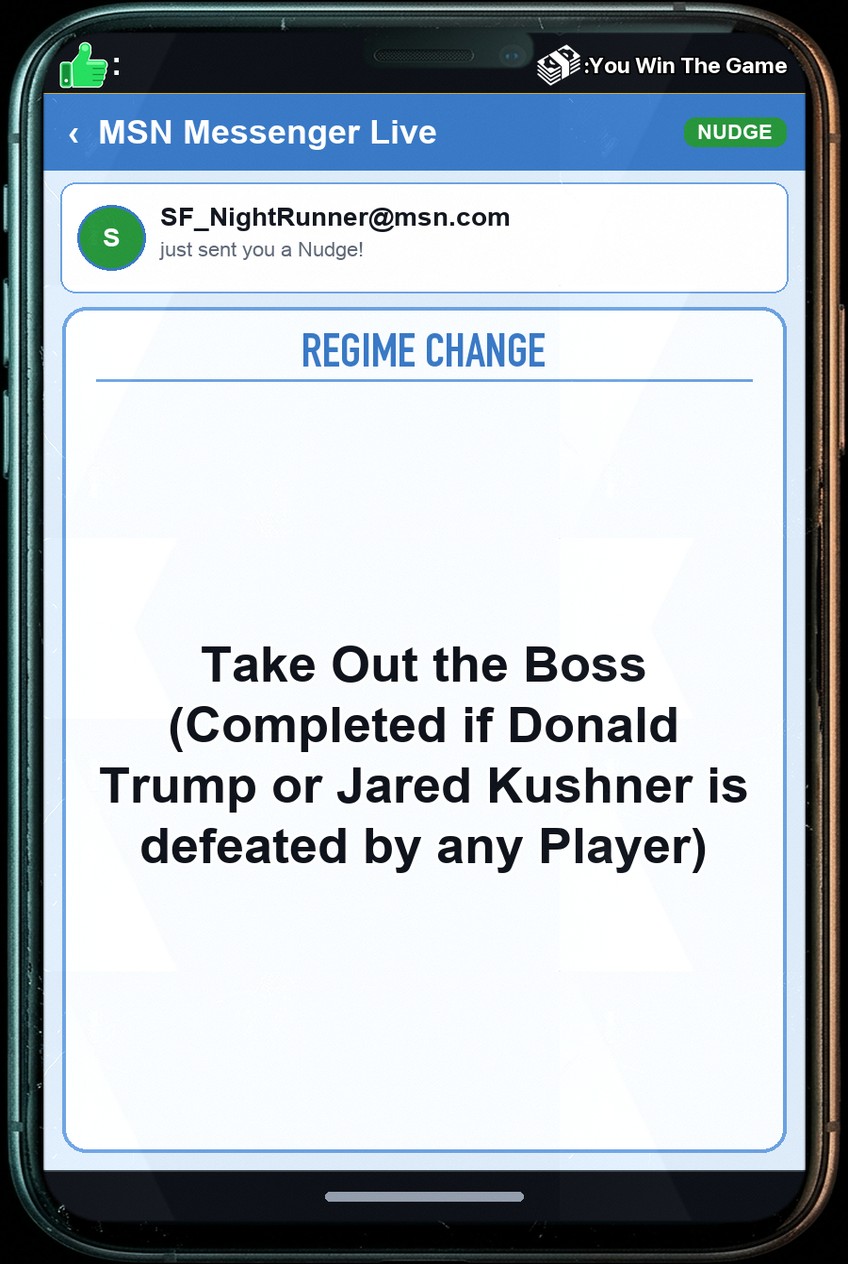 :
:You Win The Game
‹ MSN Messenger Live
NUDGE
S
SF_NightRunner@msn.com
just sent you a Nudge!
REGIME CHANGE
Take Out the Boss
(Completed if Donald
Trump or Jared Kushner is
defeated by any Player)